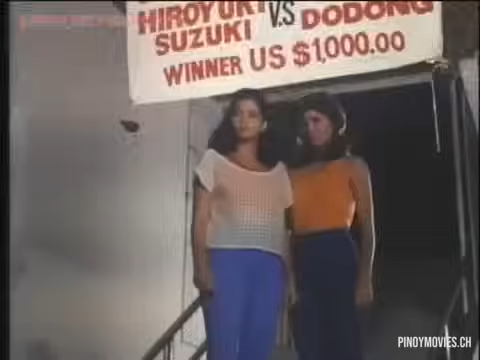 HIROYUKI VS DODONG
SUZUKI
WINNER US $1,000.00
PINOYMOVIES.CH